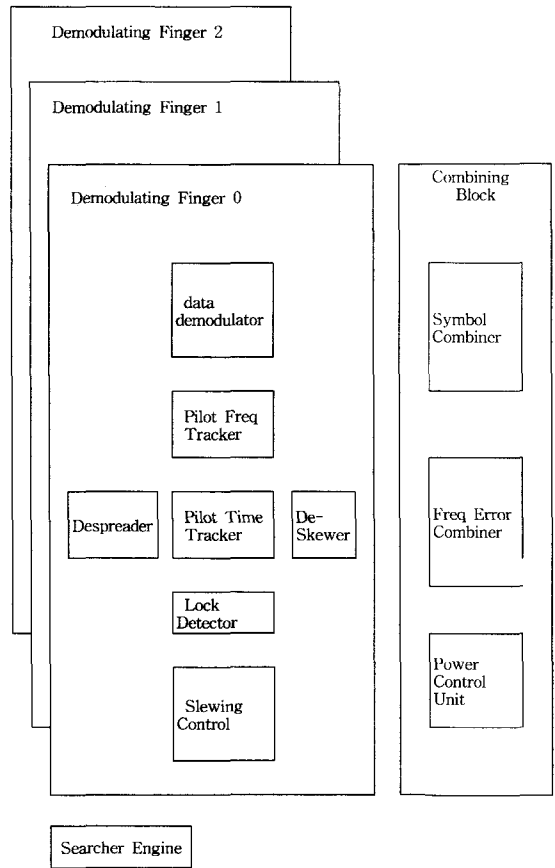 Demodulating Finger 2
Demodulating Finger 1
Demodulating Finger 0
data
demodulator
Pilot Freq
Tracker
Despreader
Pilot Time
Tracker
De-
Skewer
Lock
Detector
Slewing
Control
Combining
Block
Symbol
Combiner
Freq Error
Combiner
Power
Control
Unit
Searcher Engine